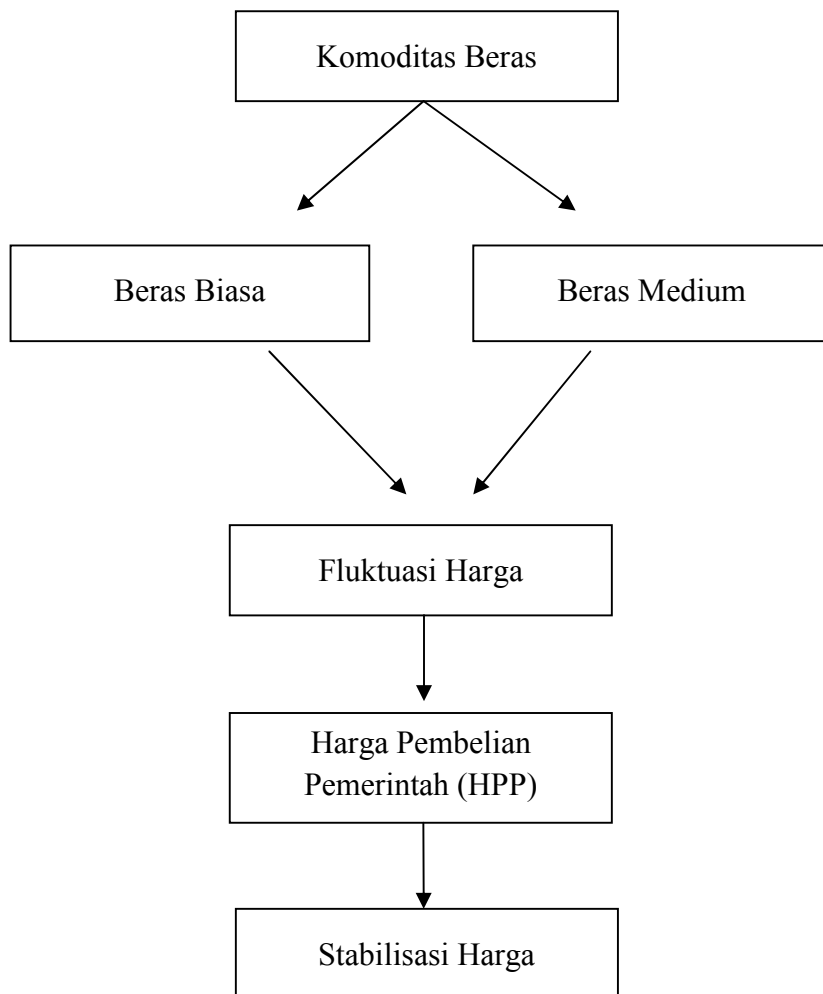 Komoditas Beras
Beras Biasa
Beras Medium
Fluktuasi Harga
Harga Pembelian
Pemerintah (HPP)
Stabilisasi Harga